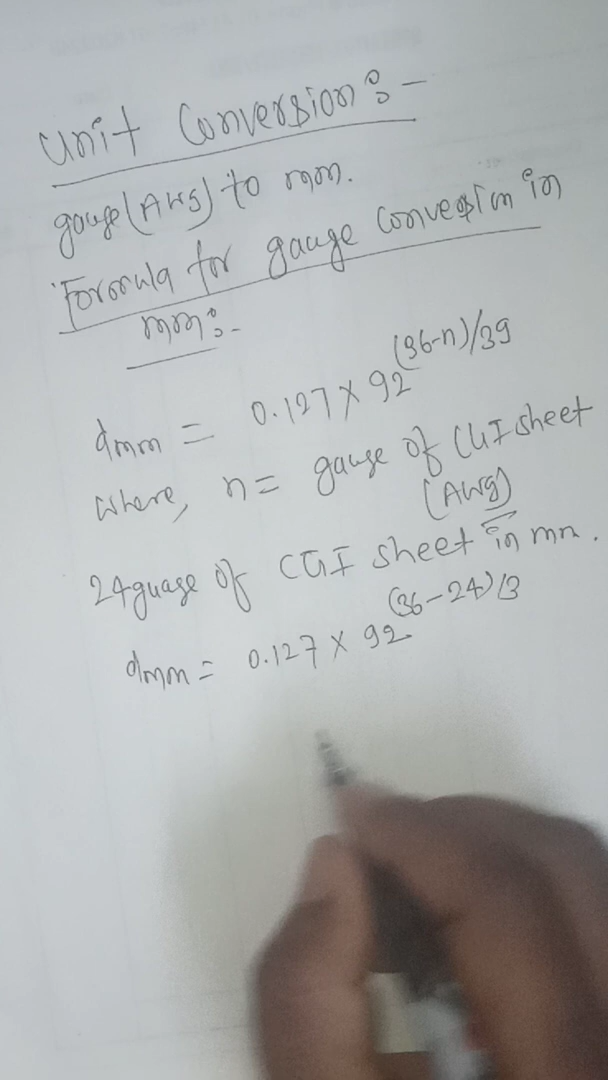 Unit Conversion :-
gauge (AWG) to mm.
Formula for gauge conversion in
mm :-
dmm = 0.127 × 92^(36-n)/39
where, n = gauge of CGI sheet
(AWG)
24 guage of CGI sheet in mm.
dmm = 0.127 × 92^(36-24)/3